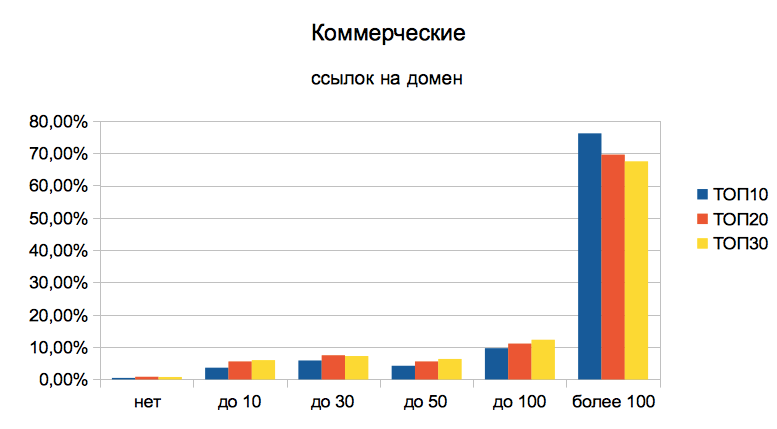 Коммерческие
ссылок на домен
80,00%
70,00%
60,00%
50,00%
40,00%
30,00%
20,00%
10,00%
0,00%
нет
до 10
до 30
до 50
до 100
более 100
ТОП10
ТОП20
ТОП30